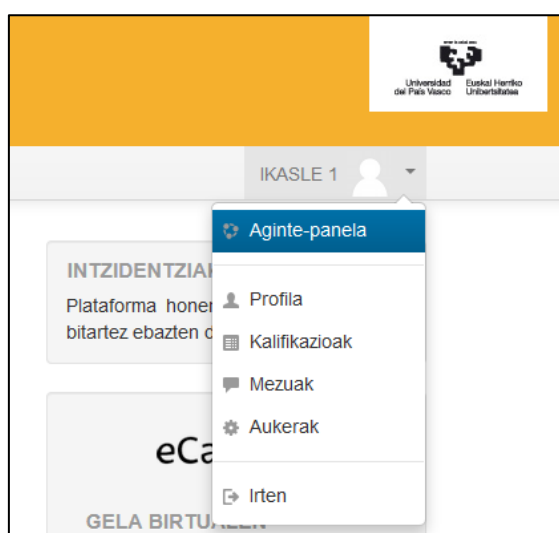 Universidad
del País Vasco
Euskal Herriko
Unibertsitatea
IKASLE 1
Aginte-panela
INTZIDENTZIA
Plataforma
bitartez ebazten
Profila
Kalifikazioak
Mezuak
Aukerak
Irten
eCa
GELA BIRTUALEN